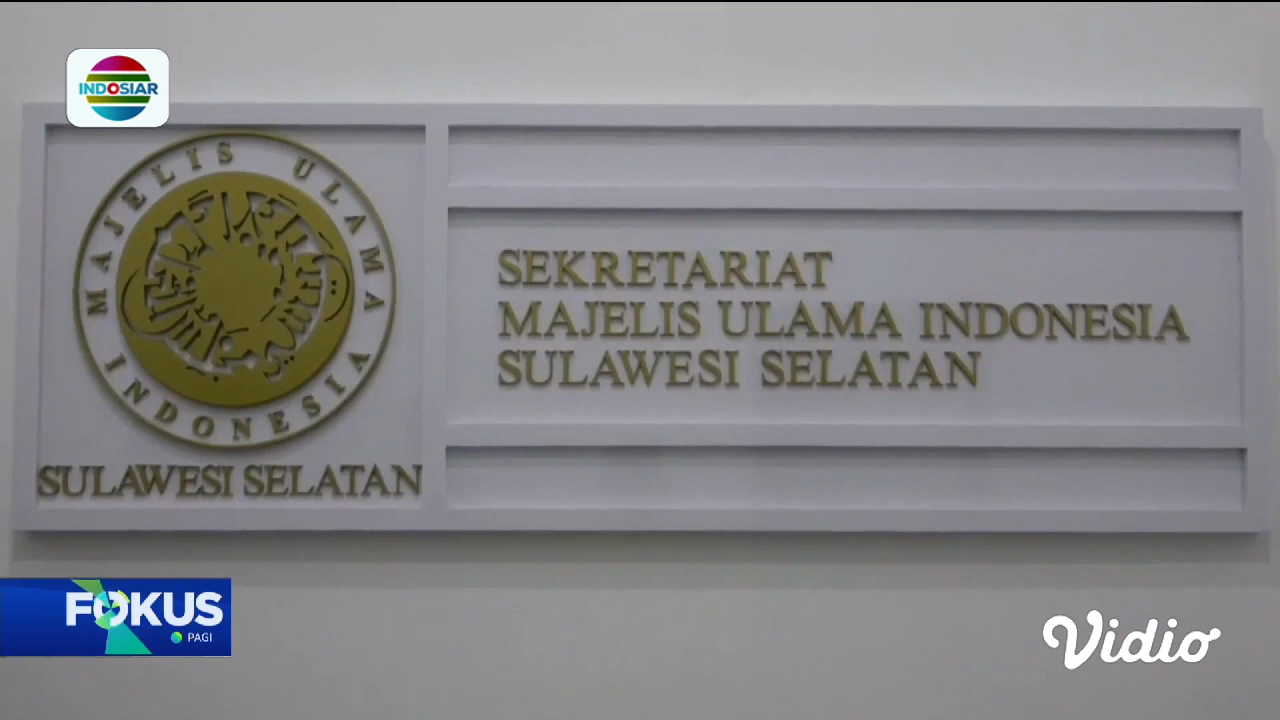 INDOSIAR
MAJELIS ULAMA
INDONESIA
SULAWESI SELATAN
SEKRETARIAT
MAJELIS ULAMA INDONESIA
SULAWESI SELATAN
FOKUS
PAGI
Vidio